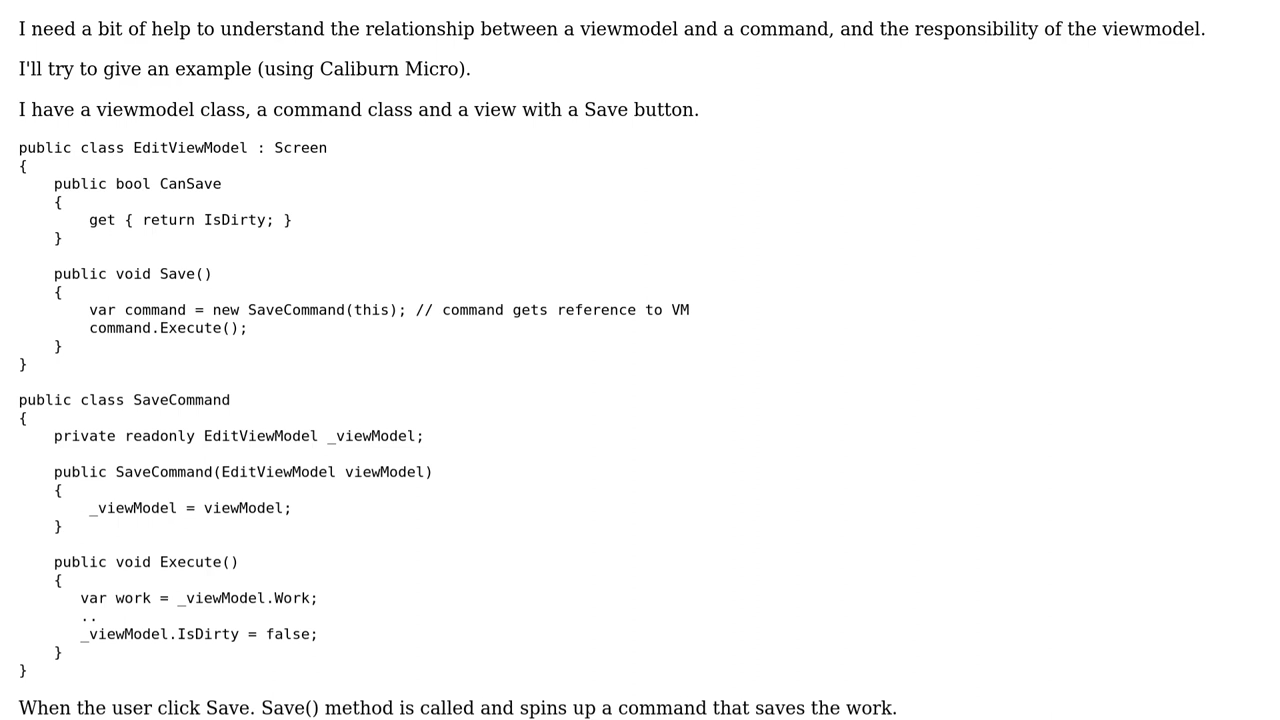 I need a bit of help to understand the relationship between a viewmodel and a command, and the responsibility of the viewmodel.
I'll try to give an example (using Caliburn Micro).
I have a viewmodel class, a command class and a view with a Save button.
public class EditViewModel : Screen
{
    public bool CanSave
    {
        get { return IsDirty; }
    }
    public void Save()
    {
        var command = new SaveCommand(this); // command gets reference to VM
        command.Execute();
    }
}
public class SaveCommand
{
    private readonly EditViewModel _viewModel;
    public SaveCommand(EditViewModel viewModel)
    {
        _viewModel = viewModel;
    }
    public void Execute()
    {
       var work = _viewModel.Work;
       ..
       _viewModel.IsDirty = false;
    }
}
When the user click Save. Save() method is called and spins up a command that saves the work.